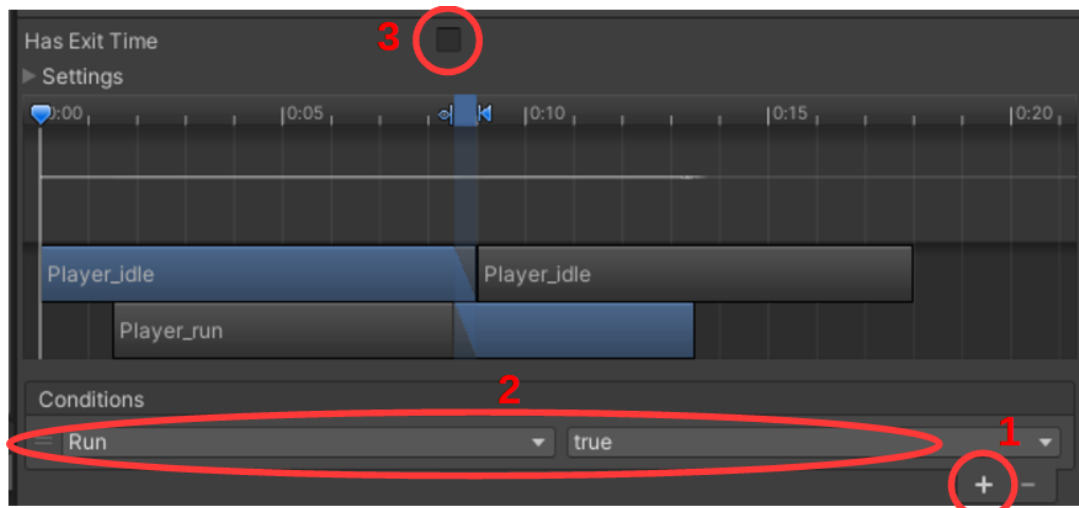 Has Exit Time 3
Settings
0:00 0:05 0:10 0:15 0:20
Player_idle Player_idle
Player_run
Conditions 2
Run true 1
+ −